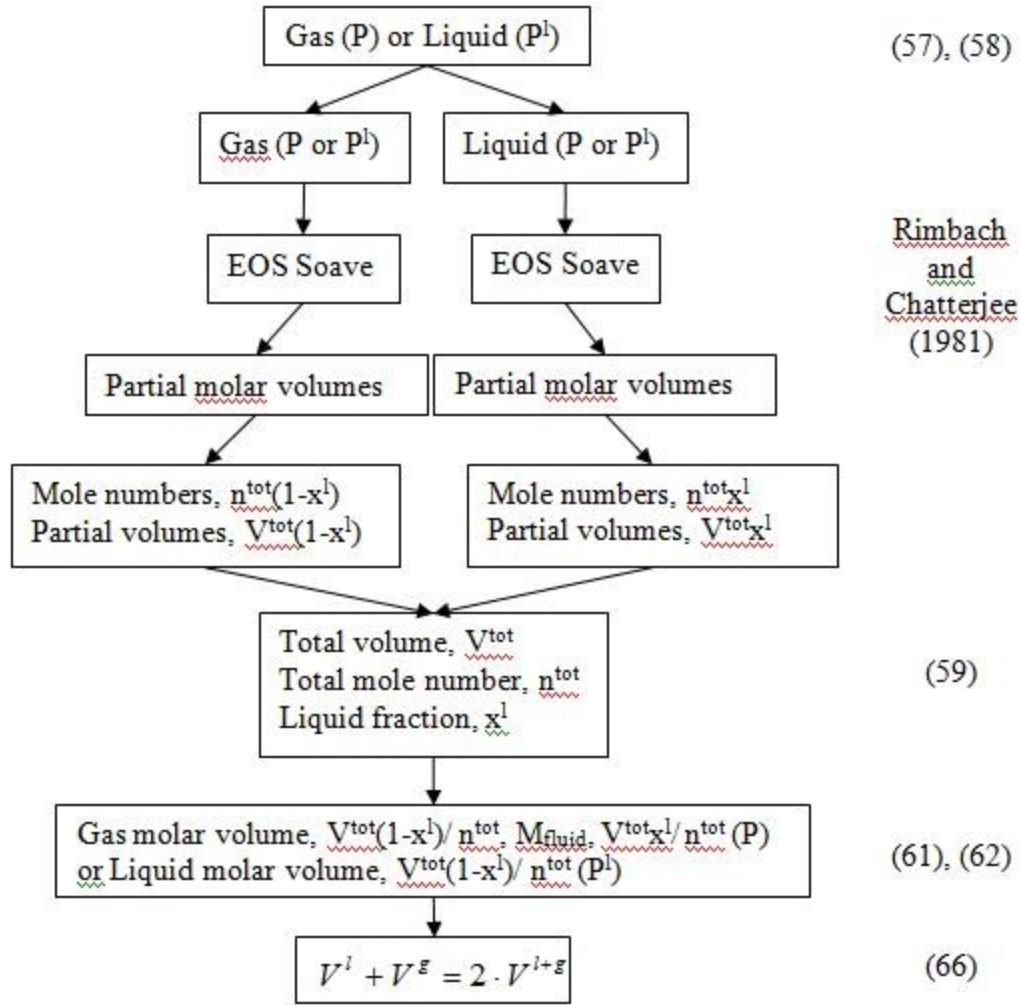 Gas (P) or Liquid (Pˡ)
(57), (58)
Gas (P or Pˡ)
Liquid (P or Pˡ)
EOS Soave
EOS Soave
Rimbach
and
Chatterjee
(1981)
Partial molar volumes
Partial molar volumes
Mole numbers, nᵗᵒᵗ(1-xˡ)
Partial volumes, Vᵗᵒᵗ(1-xˡ)
Mole numbers, nᵗᵒᵗxˡ
Partial volumes, Vᵗᵒᵗxˡ
Total volume, Vᵗᵒᵗ
Total mole number, nᵗᵒᵗ
Liquid fraction, xˡ
(59)
Gas molar volume, Vᵗᵒᵗ(1-xˡ)/ nᵗᵒᵗ, M_fluid, Vᵗᵒᵗxˡ/ nᵗᵒᵗ (P)
or Liquid molar volume, Vᵗᵒᵗ(1-xˡ)/ nᵗᵒᵗ (Pˡ)
(61), (62)
Vˡ + Vᵍ = 2 · Vˡ⁺ᵍ
(66)